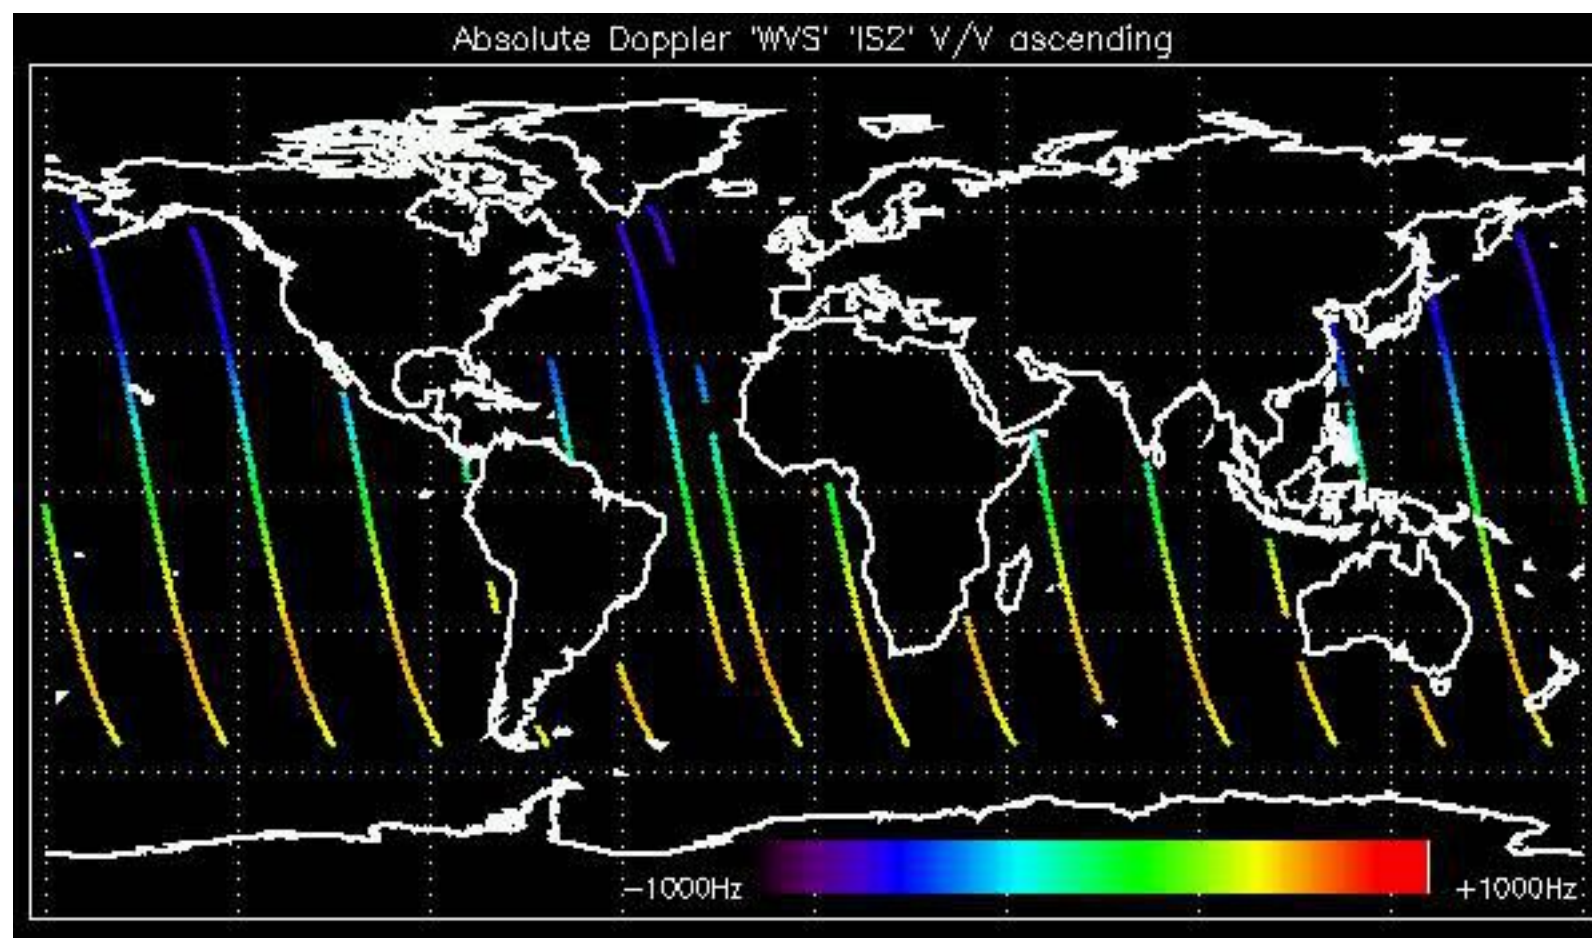 Absolute Doppler 'WVS' 'IS2' V/V ascending
-1000Hz +1000Hz